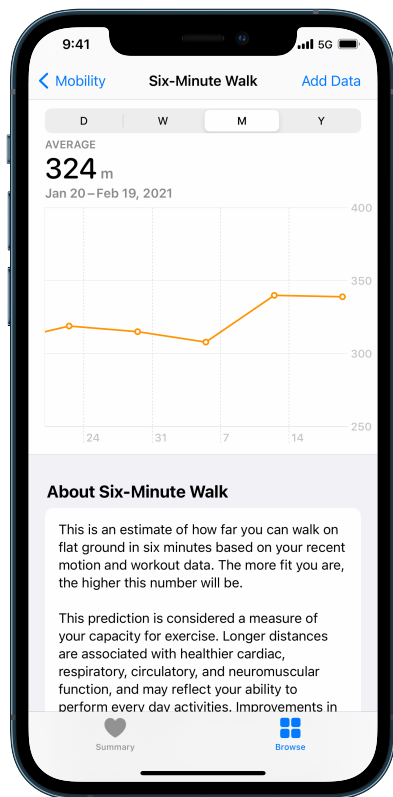 9:41 5G
Mobility Six-Minute Walk Add Data
D W M Y
AVERAGE
324 m
Jan 20–Feb 19, 2021
400
350
300
250
24 31 7 14
About Six-Minute Walk
This is an estimate of how far you can walk on
flat ground in six minutes based on your recent
motion and workout data. The more fit you are,
the higher this number will be.
This prediction is considered a measure of
your capacity for exercise. Longer distances
are associated with healthier cardiac,
respiratory, circulatory, and neuromuscular
function, and may reflect your ability to
perform every day activities. Improvements in
Summary Browse